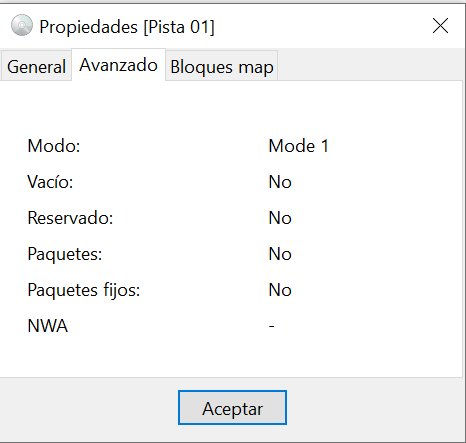 Propiedades [Pista 01]
General Avanzado Bloques map
Modo: Mode 1
Vacío: No
Reservado: No
Paquetes: No
Paquetes fijos: No
NWA -
Aceptar